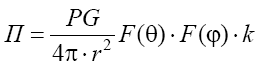 П = PG / (4π · r²) F(θ) · F(φ) · k